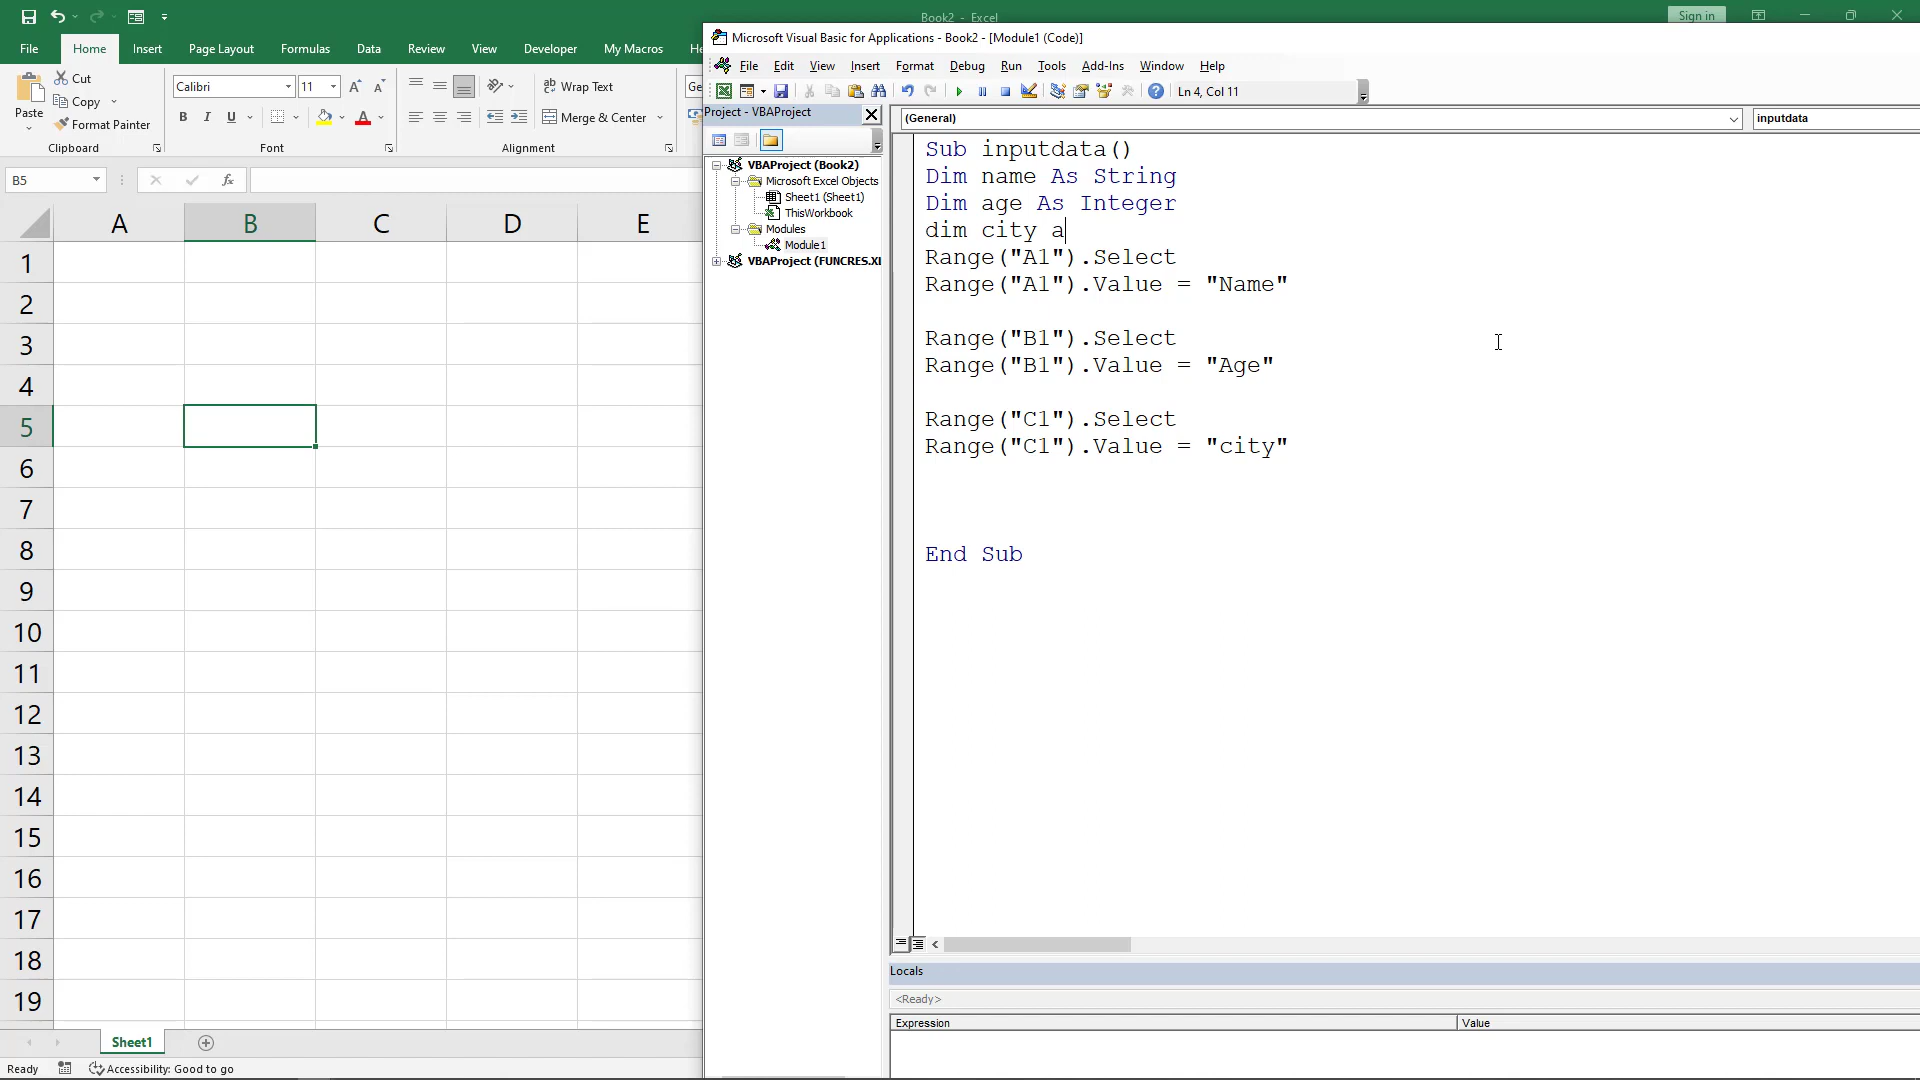 Book2 - Excel
Sign in
File Home Insert Page Layout Formulas Data Review View Developer My Macros He
Paste
Cut
Copy
Format Painter
Clipboard
Calibri 11
B I U
Font
Wrap Text
Merge & Center
Alignment
Ge
B5
fx
A B C D E
1
2
3
4
5
6
7
8
9
10
11
12
13
14
15
16
17
18
19
Sheet1
Ready
Accessibility: Good to go
Microsoft Visual Basic for Applications - Book2 - [Module1 (Code)]
File Edit View Insert Format Debug Run Tools Add-Ins Window Help
Ln 4, Col 11
Project - VBAProject
VBAProject (Book2)
Microsoft Excel Objects
Sheet1 (Sheet1)
ThisWorkbook
Modules
Module1
VBAProject (FUNCRES.XL
(General)
inputdata
Sub inputdata()
Dim name As String
Dim age As Integer
dim city a
Range("A1").Select
Range("A1").Value = "Name"
Range("B1").Select
Range("B1").Value = "Age"
Range("C1").Select
Range("C1").Value = "city"
End Sub
Locals
<Ready>
Expression Value